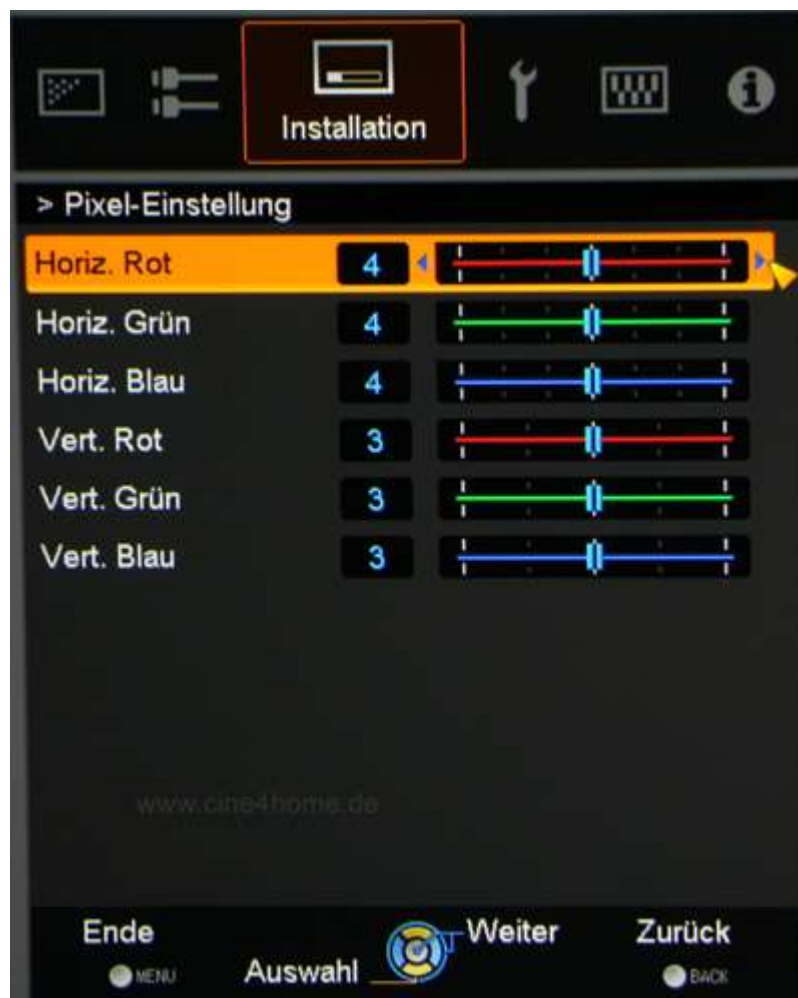 Installation
> Pixel-Einstellung
Horiz. Rot 4
Horiz. Grün 4
Horiz. Blau 4
Vert. Rot 3
Vert. Grün 3
Vert. Blau 3
www.cine4home.de
Ende Weiter Zurück
MENU Auswahl BACK